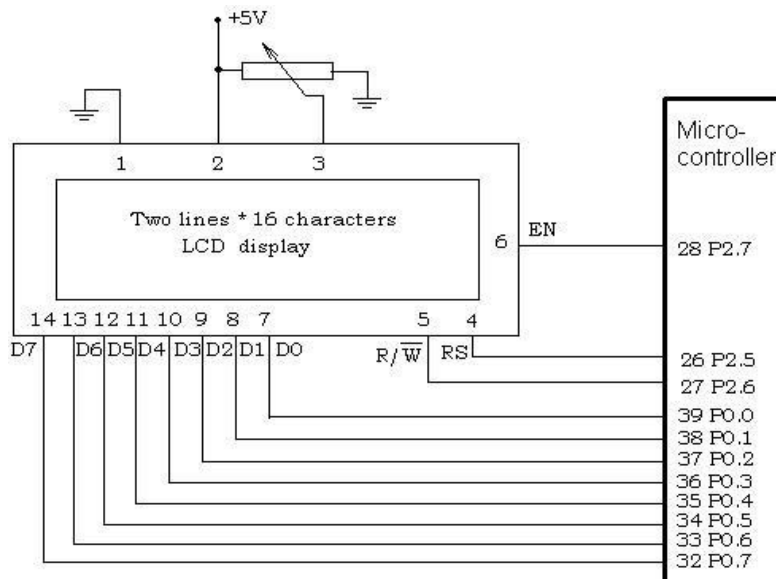 +5V
1 2 3
Micro-
controller
Two lines * 16 characters
LCD display
6 EN
28 P2.7
14 13 12 11 10 9 8 7 5 4
D7 D6 D5 D4 D3 D2 D1 D0 R/W̅ RS
26 P2.5
27 P2.6
39 P0.0
38 P0.1
37 P0.2
36 P0.3
35 P0.4
34 P0.5
33 P0.6
32 P0.7